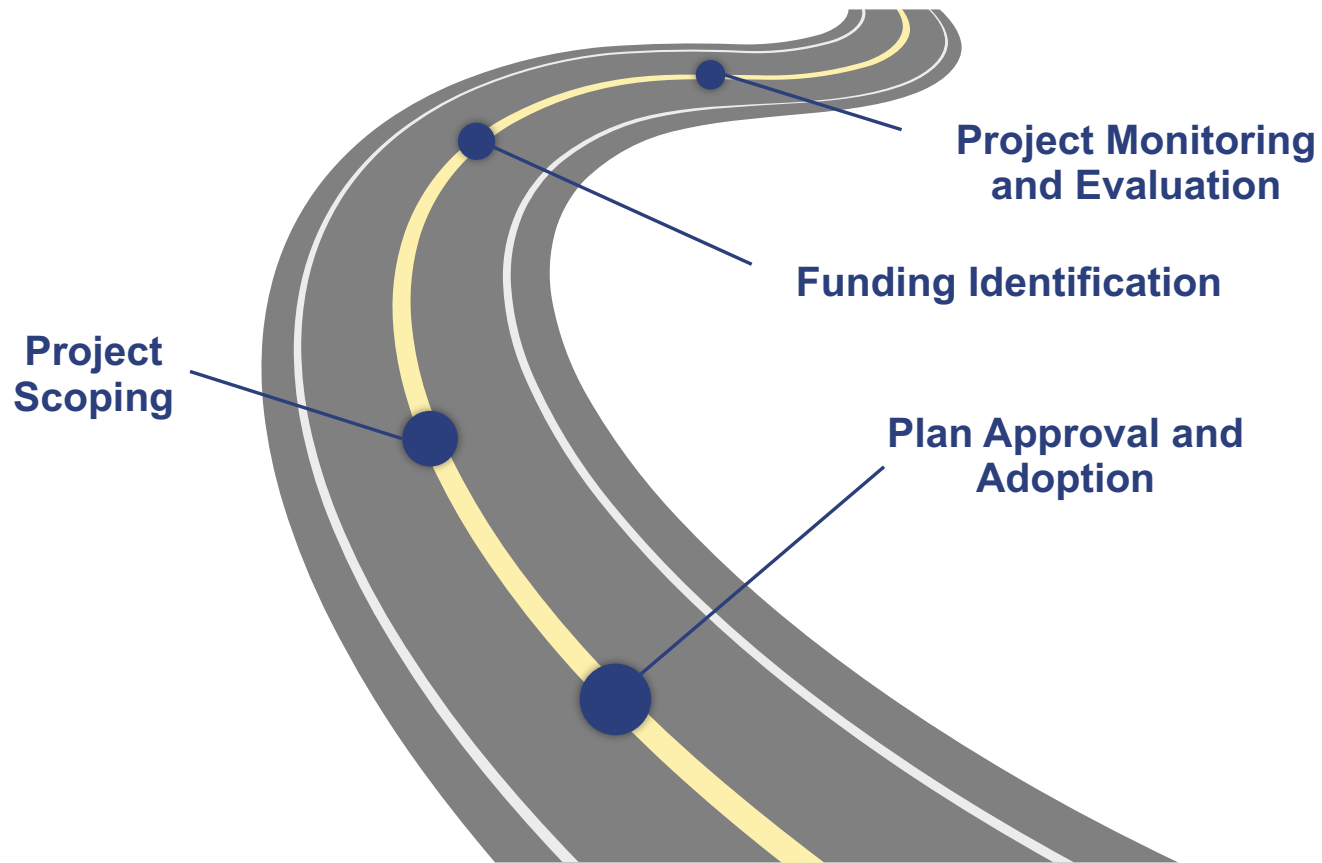 Project Monitoring
and Evaluation
Funding Identification
Project
Scoping
Plan Approval and
Adoption